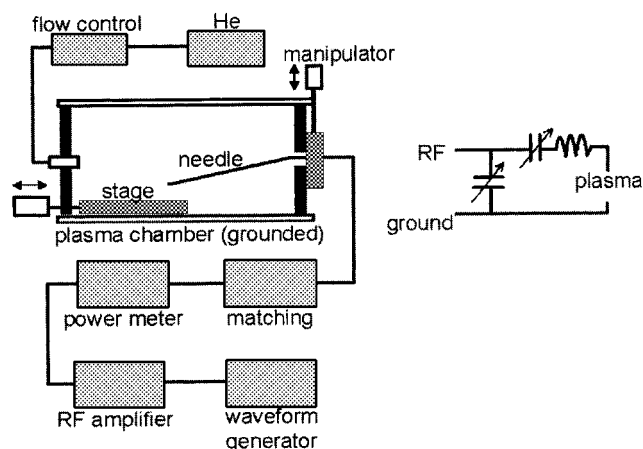 flow control
He
manipulator
needle
stage
plasma chamber (grounded)
power meter
matching
RF amplifier
waveform
generator
RF
plasma
ground